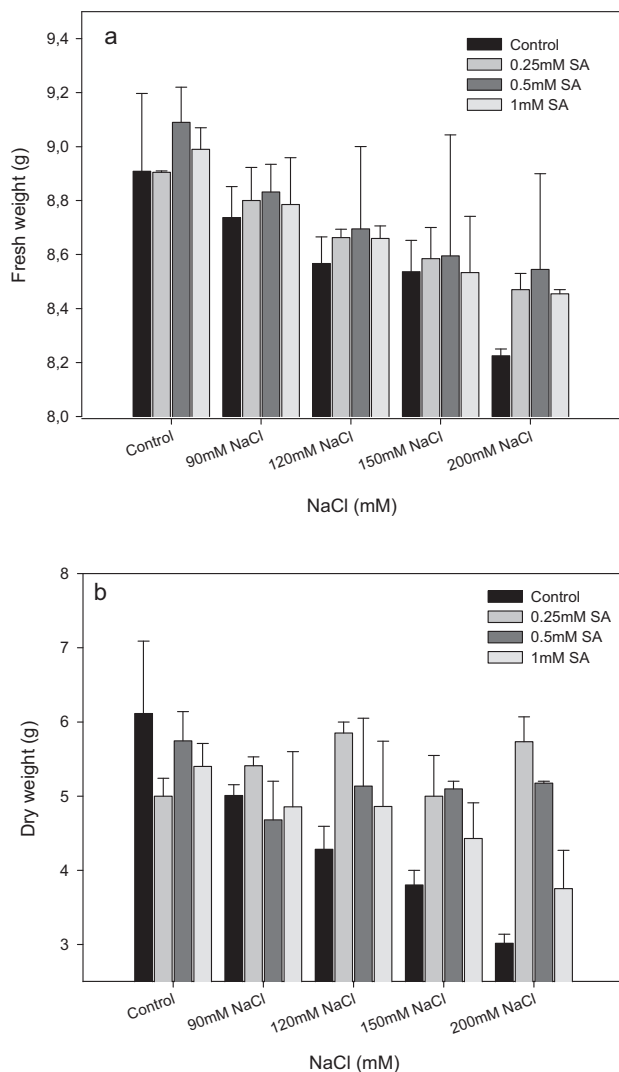 a
Control
0.25mM SA
0.5mM SA
1mM SA
9,4
9,2
9,0
8,8
8,6
8,4
8,2
8,0
Fresh weight (g)
Control
90mM NaCl
120mM NaCl
150mM NaCl
200mM NaCl
NaCl (mM)
b
Control
0.25mM SA
0.5mM SA
1mM SA
8
7
6
5
4
3
Dry weight (g)
Control
90mM NaCl
120mM NaCl
150mM NaCl
200mM NaCl
NaCl (mM)